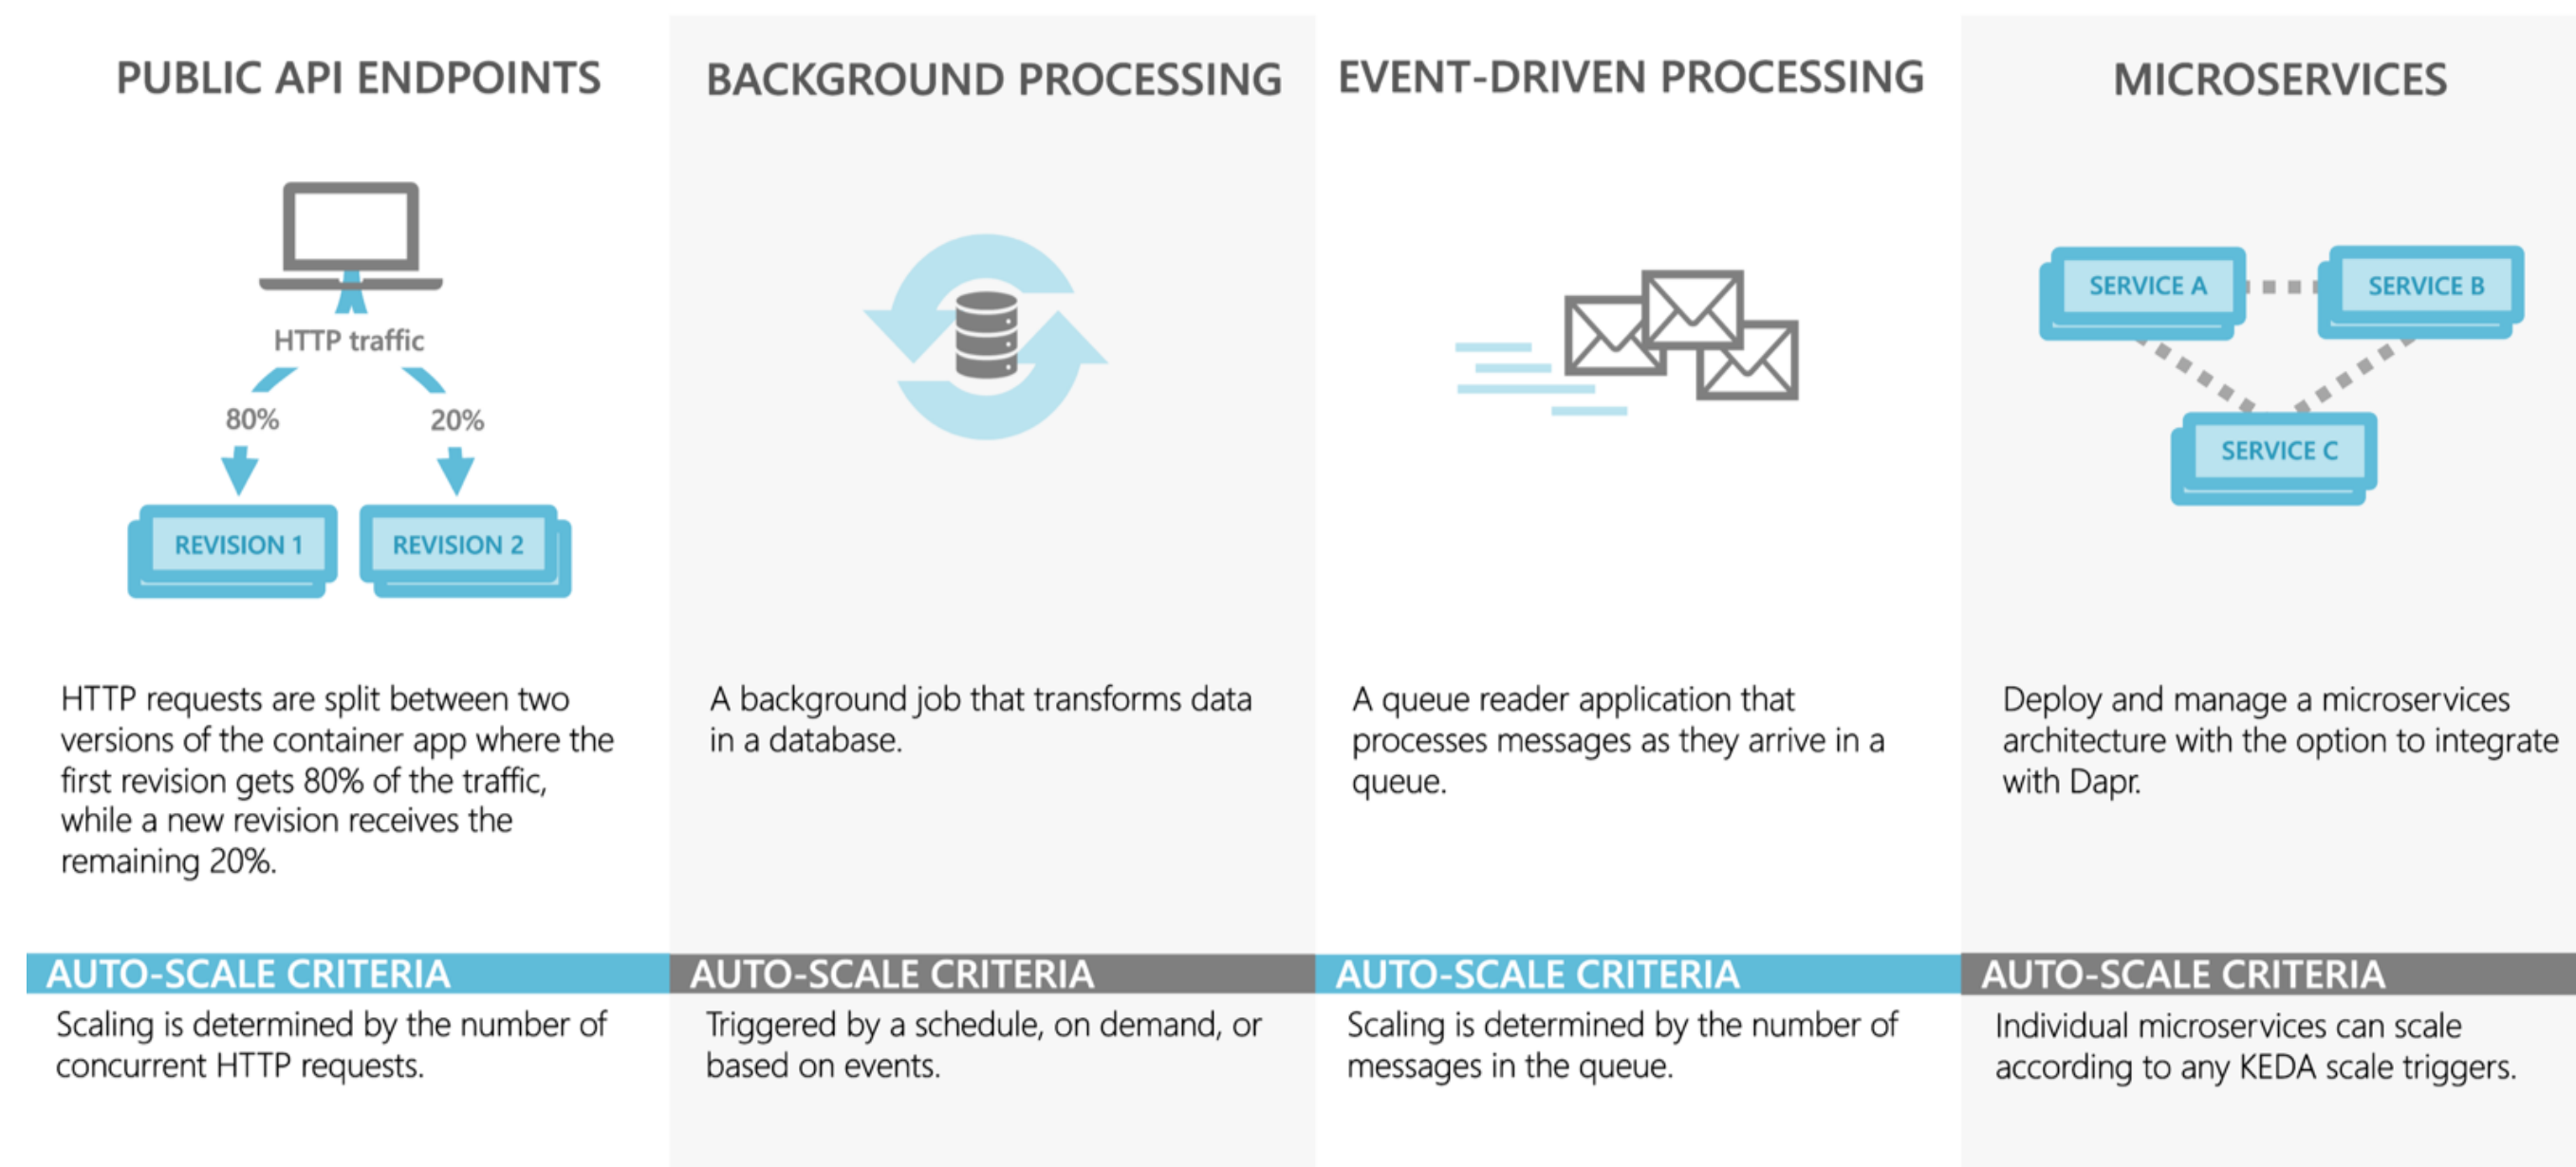 PUBLIC API ENDPOINTS
HTTP traffic
80%
20%
REVISION 1
REVISION 2
HTTP requests are split between two
versions of the container app where the
first revision gets 80% of the traffic,
while a new revision receives the
remaining 20%.
AUTO-SCALE CRITERIA
Scaling is determined by the number of
concurrent HTTP requests.
BACKGROUND PROCESSING
A background job that transforms data
in a database.
AUTO-SCALE CRITERIA
Triggered by a schedule, on demand, or
based on events.
EVENT-DRIVEN PROCESSING
A queue reader application that
processes messages as they arrive in a
queue.
AUTO-SCALE CRITERIA
Scaling is determined by the number of
messages in the queue.
MICROSERVICES
SERVICE A
SERVICE B
SERVICE C
Deploy and manage a microservices
architecture with the option to integrate
with Dapr.
AUTO-SCALE CRITERIA
Individual microservices can scale
according to any KEDA scale triggers.